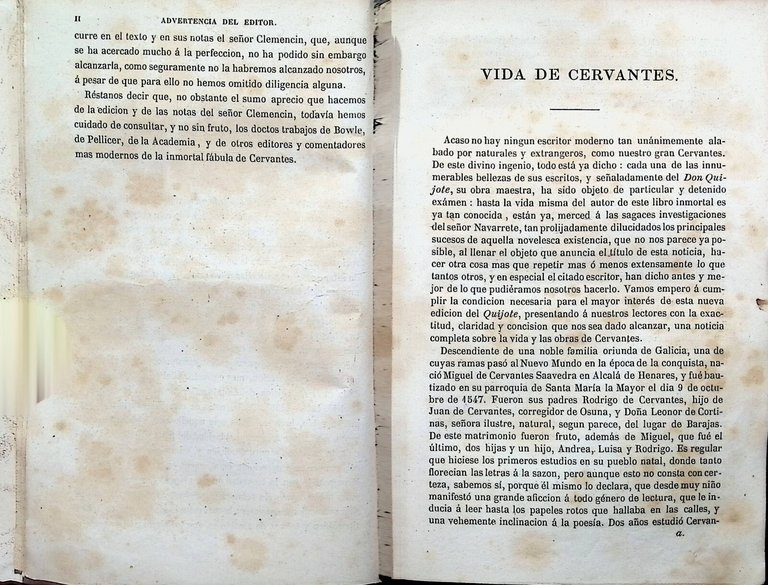 II
ADVERTENCIA DEL EDITOR.
curre en el texto y en sus notas el señor Clemencin, que, aunque
se ha acercado mucho á la perfeccion, no ha podido sin embargo
alcanzarla, como seguramente no la habremos alcanzado nosotros,
á pesar de que para ello no hemos omitido diligencia alguna.
Réstanos decir que, no obstante el sumo aprecio que hacemos
de la edicion y de las notas del señor Clemencin, todavía hemos
cuidado de consultar, y no sin fruto, los doctos trabajos de Bowle,
de Pellicer, de la Academia, y de otros editores y comentadores
mas modernos de la inmortal fábula de Cervantes.
VIDA DE CERVANTES.
Acaso no hay ningun escritor moderno tan unánimemente ala-
bado por naturales y extrangeros, como nuestro gran Cervantes.
De este divino ingenio, todo está ya dicho : cada una de las innu-
merables bellezas de sus escritos, y señaladamente del Don Qui-
jote, su obra maestra, ha sido objeto de particular y detenido
exámen : hasta la vida misma del autor de este libro inmortal es
ya tan conocida , están ya, merced á las sagaces investigaciones
del señor Navarrete, tan prolijadamente dilucidados los principales
sucesos de aquella novelesca existencia, que no nos parece ya po-
sible, al llenar el objeto que anuncia el título de esta noticia, ha-
cer otra cosa mas que repetir mas ó menos extensamente lo que
tantos otros, y en especial el citado escritor, han dicho antes y me-
jor de lo que pudiéramos nosotros hacerlo. Vamos empero á cum-
plir la condicion necesaria para el mayor interés de esta nueva
edicion del Quijote, presentando á nuestros lectores con la exac-
titud, claridad y concision que nos sea dado alcanzar, una noticia
completa sobre la vida y las obras de Cervantes.
Descendiente de una noble familia oriunda de Galicia, una de
cuyas ramas pasó al Nuevo Mundo en la época de la conquista, na-
ció Miguel de Cervantes Saavedra en Alcalá de Henares, y fué bau-
tizado en su parroquia de Santa María la Mayor el dia 9 de octu-
bre de 1547. Fueron sus padres Rodrigo de Cervantes, hijo de
Juan de Cervantes, corregidor de Osuna, y Doña Leonor de Corti-
nas, señora ilustre, natural, segun parece, del lugar de Barajas.
De este matrimonio fueron fruto, además de Miguel, que fué el
último, dos hijas y un hijo, Andrea, Luisa y Rodrigo. Es regular
que hiciese los primeros estudios en su pueblo natal, donde tanto
florecian las letras á la sazon, pero aunque esto no consta con cer-
teza, sabemos sí, porque él mismo lo declara, que desde muy niño
manifestó una grande aficcion á todo género de lectura, que le in-
ducia á leer hasta los papeles rotos que hallaba en las calles, y
una vehemente inclinacion á la poesía. Dos años estudió Cervan-
a.